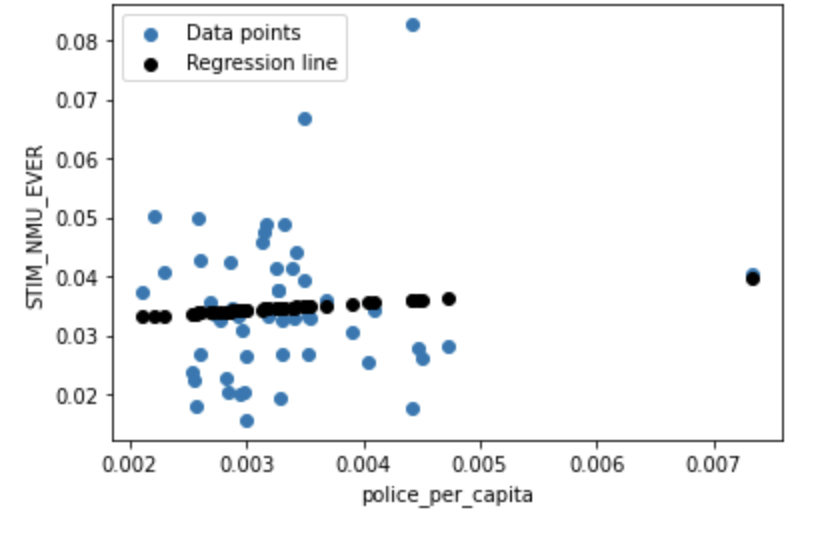 Data points
Regression line
0.08
0.07
0.06
0.05
0.04
0.03
0.02
STIM_NMU_EVER
0.002 0.003 0.004 0.005 0.006 0.007
police_per_capita